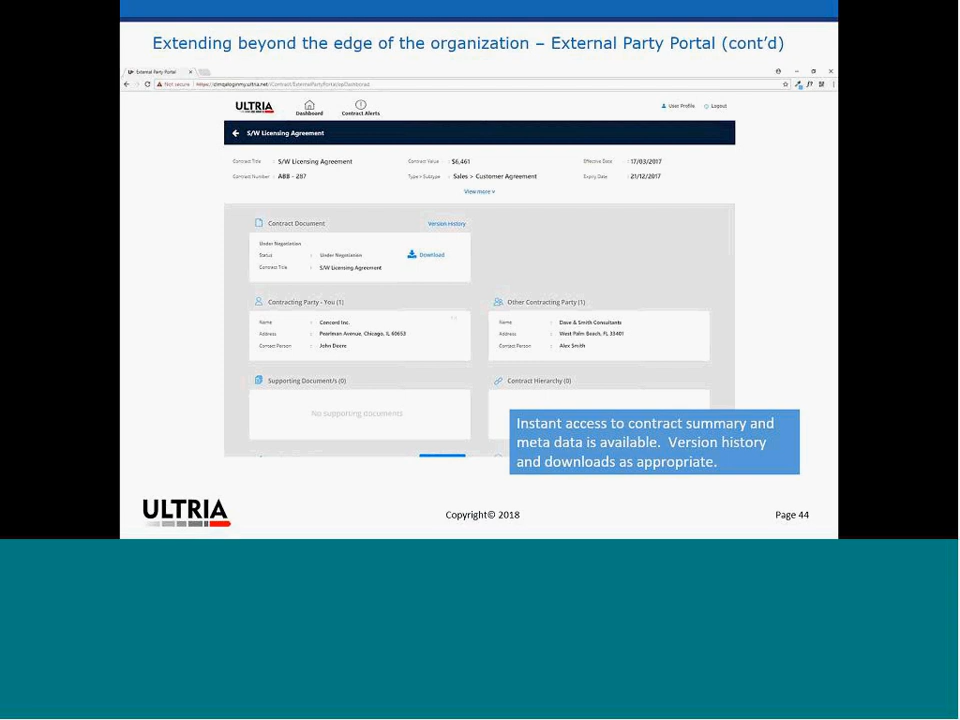 Extending beyond the edge of the organization – External Party Portal (cont'd)
External Party Portal
Not secure
ULTRIA
Dashboard
Contract Alerts
User Profile
Logout
S/W Licensing Agreement
Contract Title : S/W Licensing Agreement
Contract Value : $6,461
Effective Date : 17/03/2017
Contract Number : ABB - 287
Type > Subtype : Sales > Customer Agreement
Expiry Date : 21/12/2017
View more
Contract Document
Version History
Under Negotiation
Status : Under Negotiation
Download
Contract Title : S/W Licensing Agreement
Contracting Party - You (1)
Other Contracting Party (1)
Name : Concord Inc.
Address : Pearlman Avenue, Chicago, IL 60653
Contact Person : John Deere
Name : Dave & Smith Consultants
Address : West Palm Beach, FL 33401
Contact Person : Alex Smith
Supporting Document/s (0)
Contract Hierarchy (0)
No supporting documents
Instant access to contract summary and
meta data is available. Version history
and downloads as appropriate.
ULTRIA
Copyright© 2018
Page 44